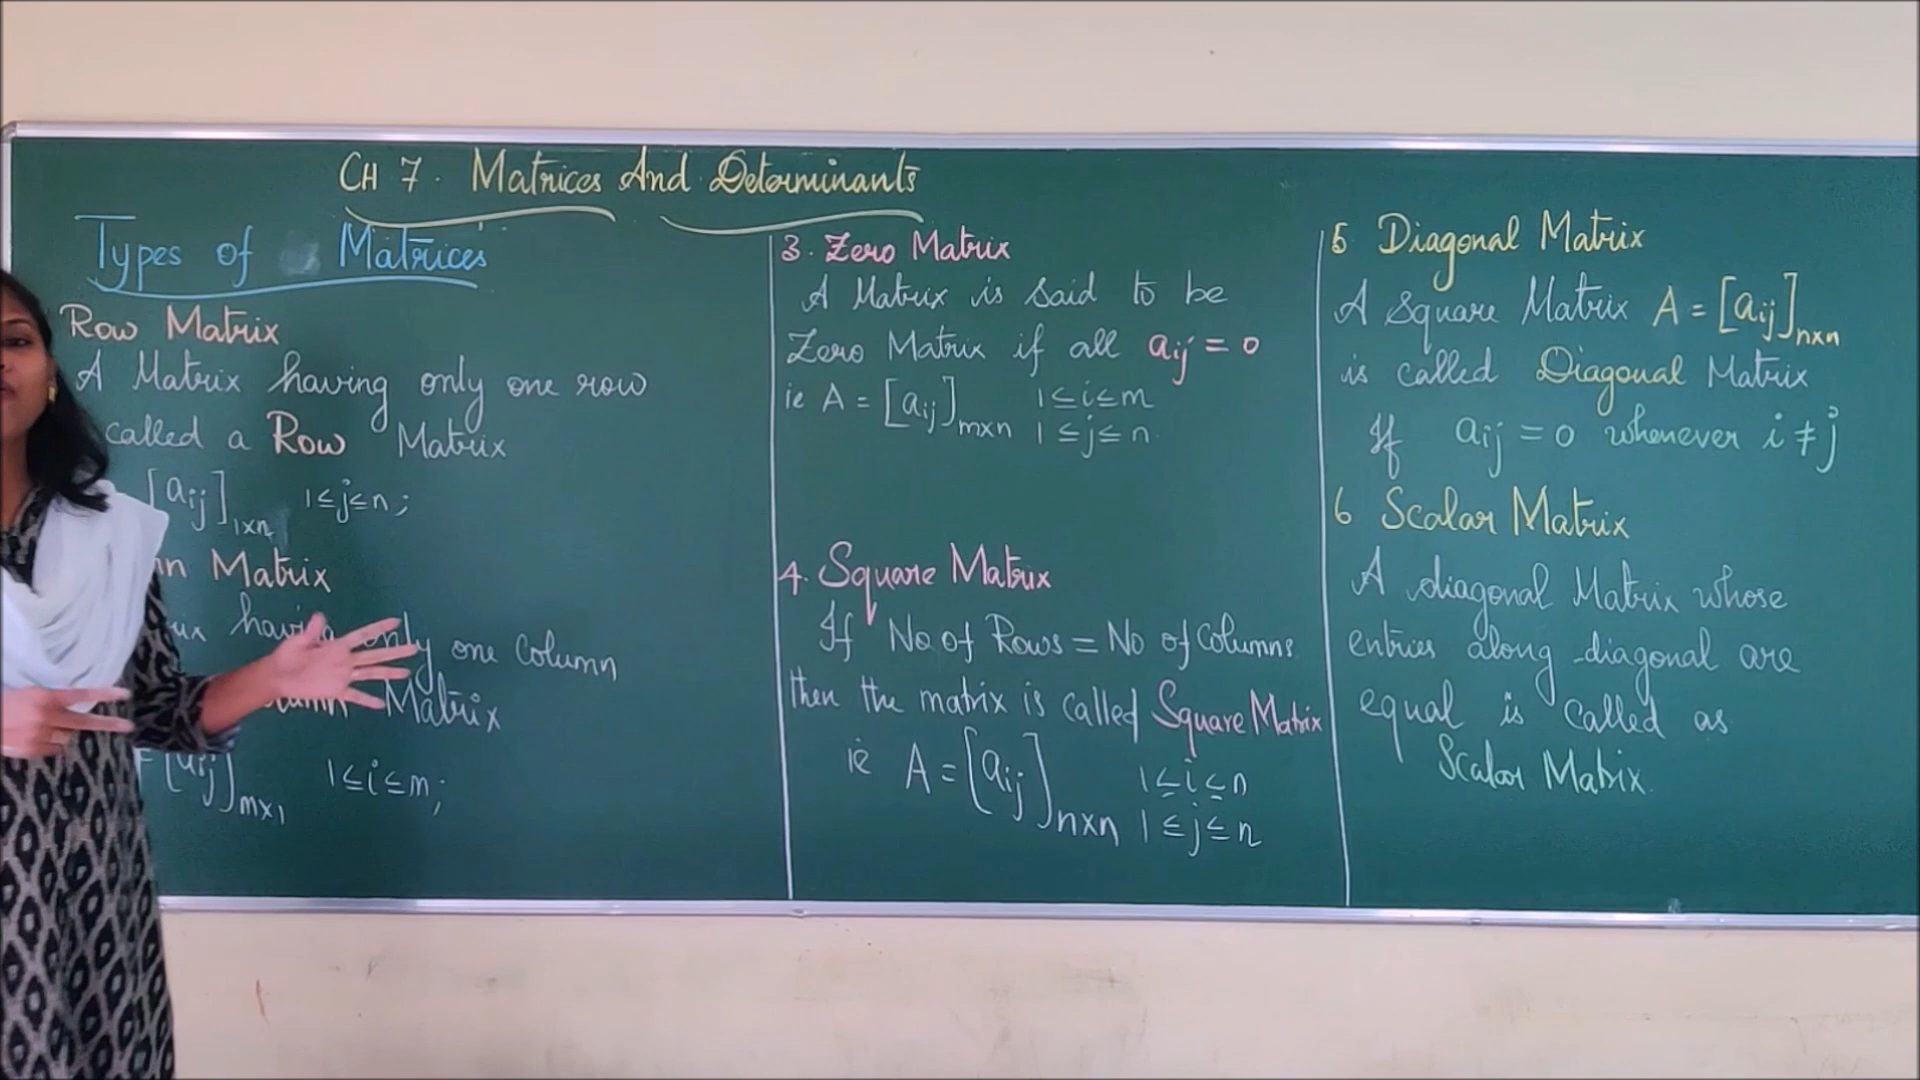 CH 7. Matrices And Determinants
Types of Matrices
Row Matrix
A Matrix having only one row
called a Row Matrix
[aij]1×n 1≤j≤n;
Matrix
having only one column
Matrix
= [aij]m×1 1≤i≤m;
3. Zero Matrix
A Matrix is said to be
Zero Matrix if all aij = 0
ie A = [aij]m×n 1≤i≤m
1≤j≤n.
4. Square Matrix
If No of Rows = No of Columns
then the matrix is called Square Matrix
ie A = [aij]n×n 1≤i≤n
1≤j≤n
5 Diagonal Matrix
A Square Matrix A = [aij]n×n
is called Diagonal Matrix
If aij = 0 whenever i ≠ j
6 Scalar Matrix
A diagonal Matrix whose
entries along diagonal are
equal is called as
Scalar Matrix.